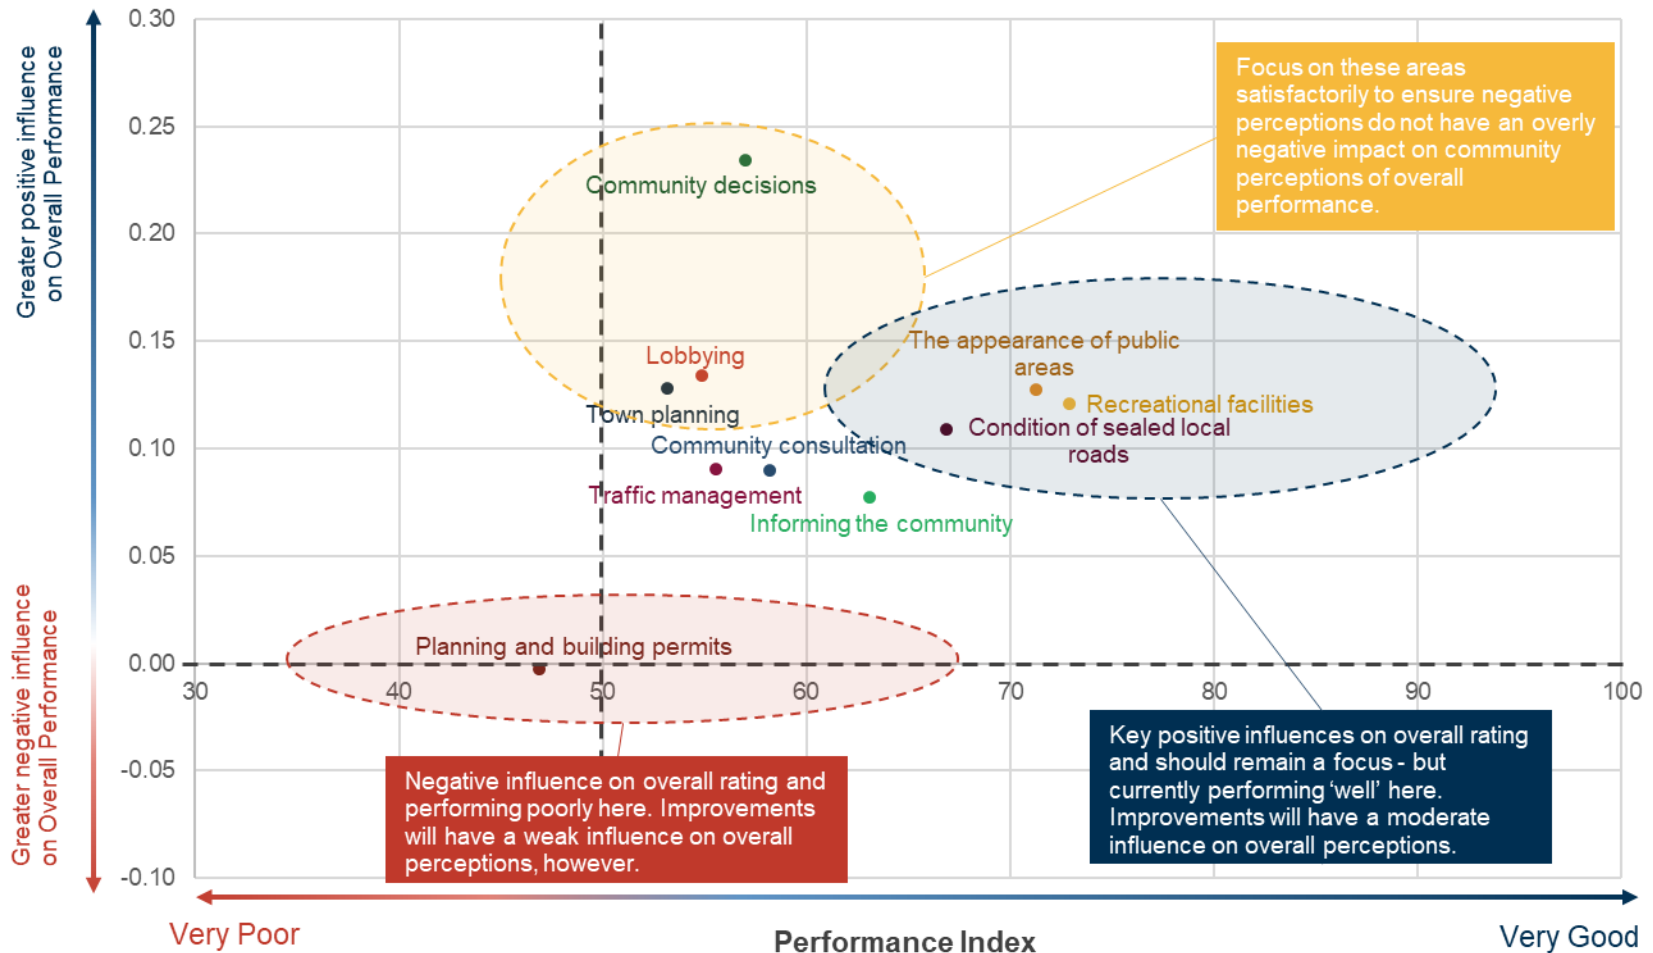 Greater positive influence
on Overall Performance
Greater negative influence
on Overall Performance
0.30
0.25
0.20
0.15
0.10
0.05
0.00
-0.05
-0.10
30
40
50
60
70
80
90
100
Focus on these areas
satisfactorily to ensure negative
perceptions do not have an overly
negative impact on community
perceptions of overall
performance.
Community decisions
Lobbying
Town planning
The appearance of public
areas
Recreational facilities
Condition of sealed local
roads
Community consultation
Traffic management
Informing the community
Planning and building permits
Negative influence on overall rating and
performing poorly here. Improvements
will have a weak influence on overall
perceptions, however.
Key positive influences on overall rating
and should remain a focus - but
currently performing ‘well’ here.
Improvements will have a moderate
influence on overall perceptions.
Very Poor
Performance Index
Very Good